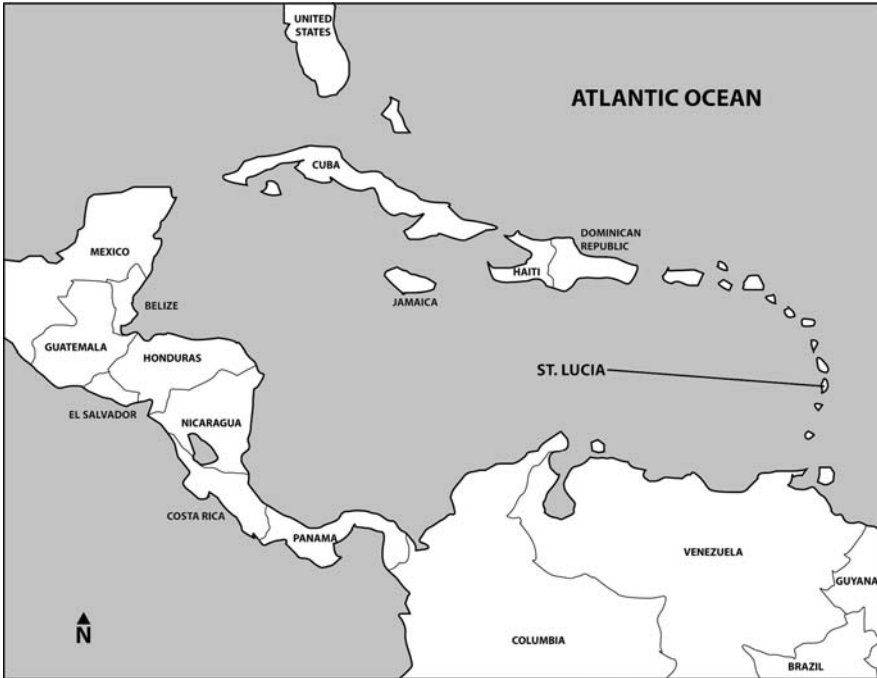 UNITED
STATES
ATLANTIC OCEAN
CUBA
DOMINICAN
REPUBLIC
MEXICO
HAITI
JAMAICA
BELIZE
GUATEMALA
HONDURAS
ST. LUCIA
EL SALVADOR
NICARAGUA
COSTA RICA
PANAMA
VENEZUELA
GUYANA
N
COLUMBIA
BRAZIL